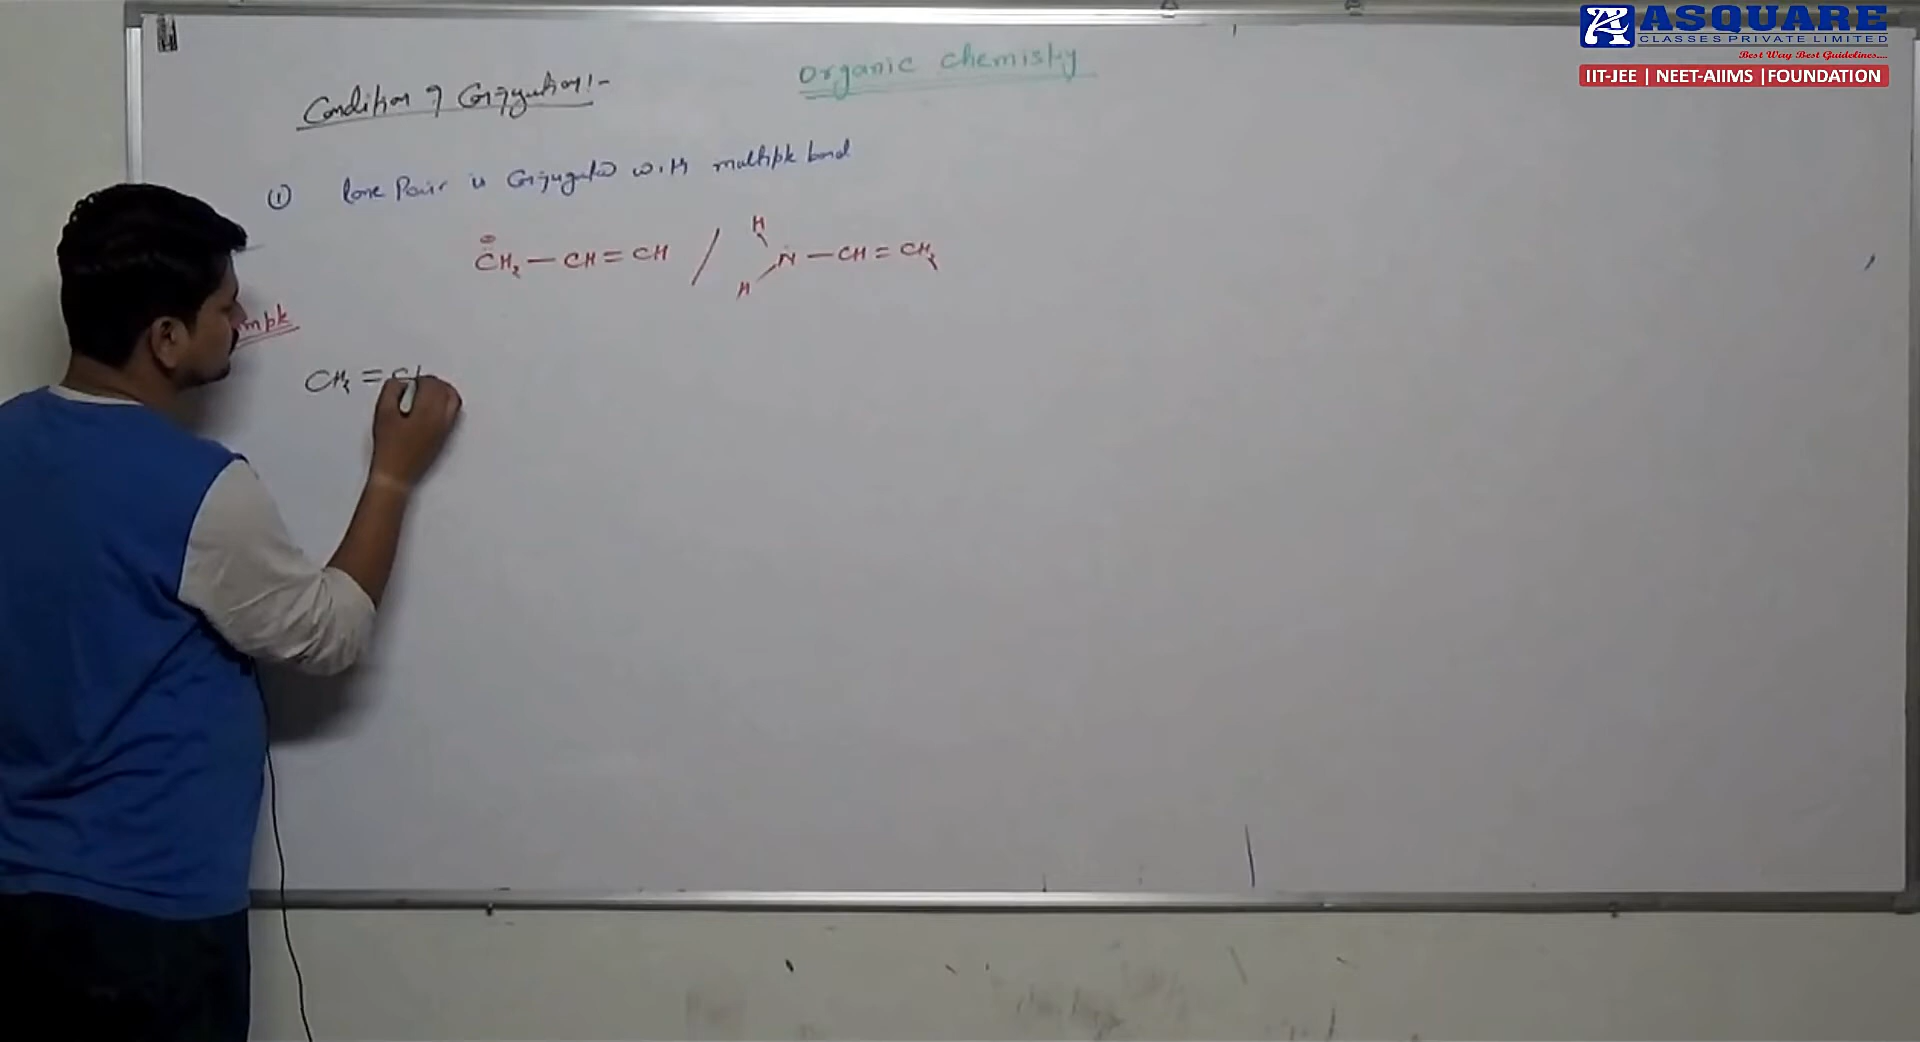 ASQUARE
CLASSES PRIVATE LIMITED
Best Way Best Guidelines....
IIT-JEE | NEET-AIIMS | FOUNDATION
Organic Chemistry
Condition of Conjugation:-
① lone Pair is Conjugated with multiple bond
⊖
C̈H₂ — CH = CH / H
N̈ — CH = CH₂
H
mple
CH₂ = C